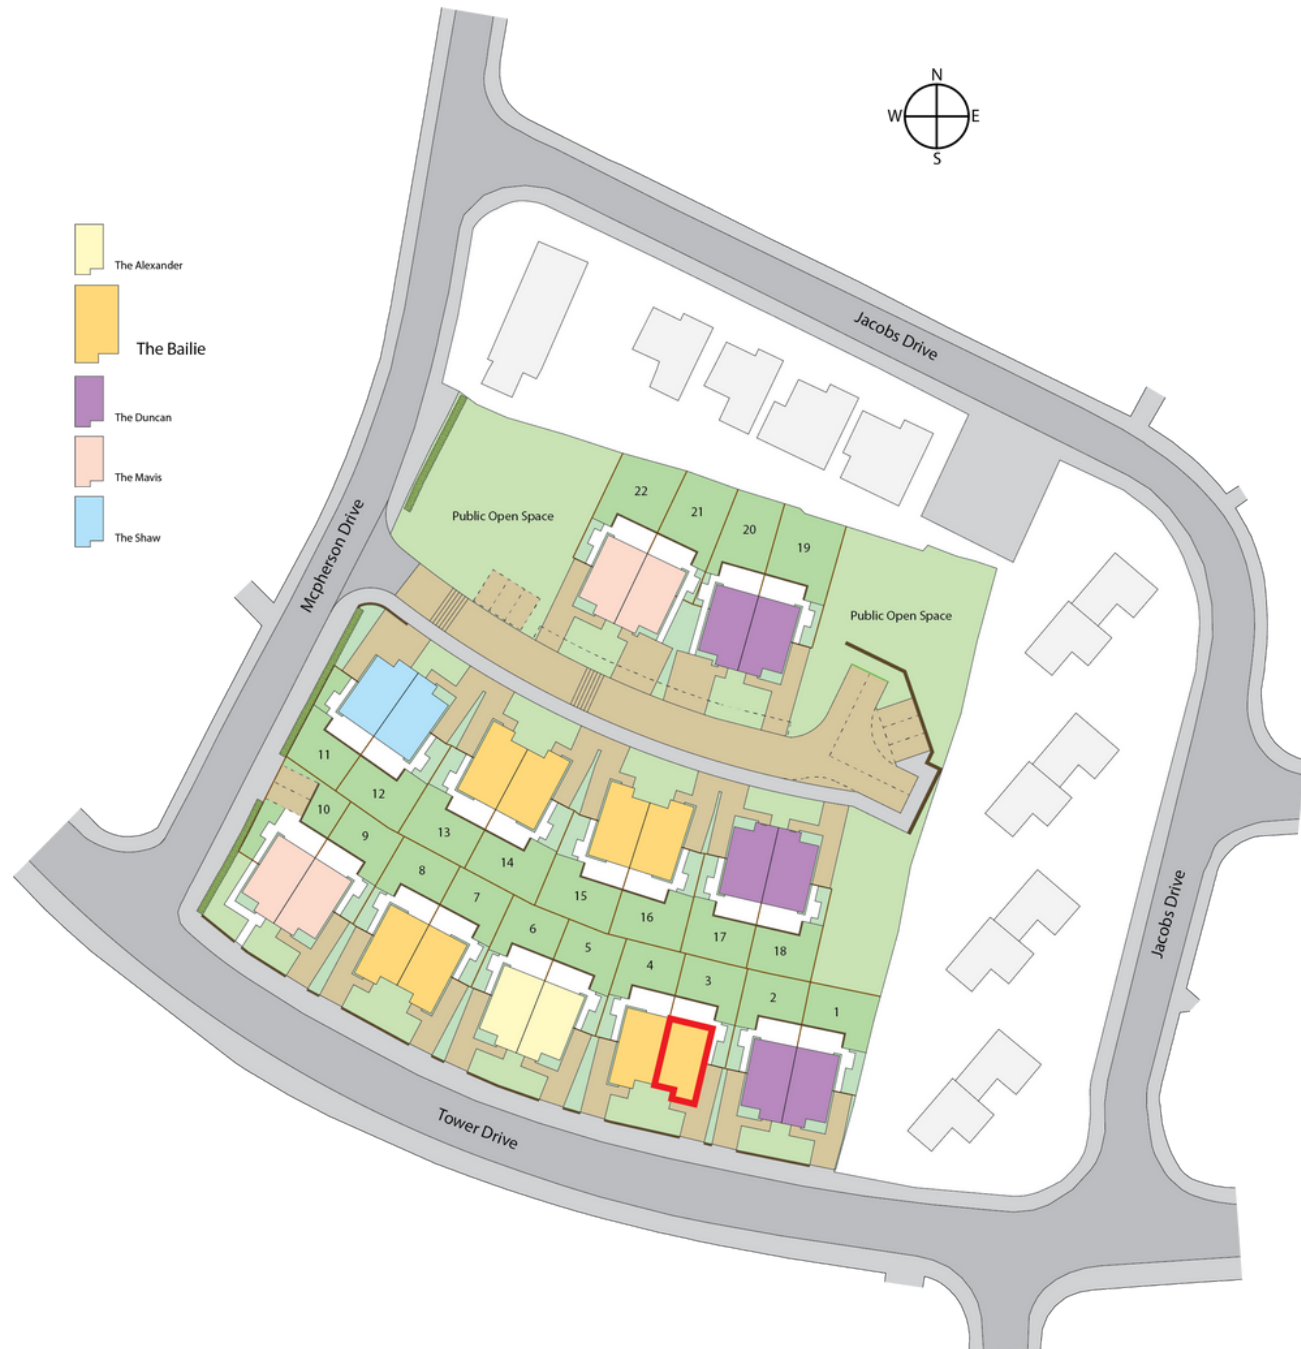 N
W E
S
The Alexander
The Bailie
The Duncan
The Mavis
The Shaw
Jacobs Drive
Mcpherson Drive
Public Open Space
22
21
20
19
Public Open Space
11
12
13
14
15
16
17
18
10
9
8
7
6
5
4
3
2
1
Jacobs Drive
Tower Drive